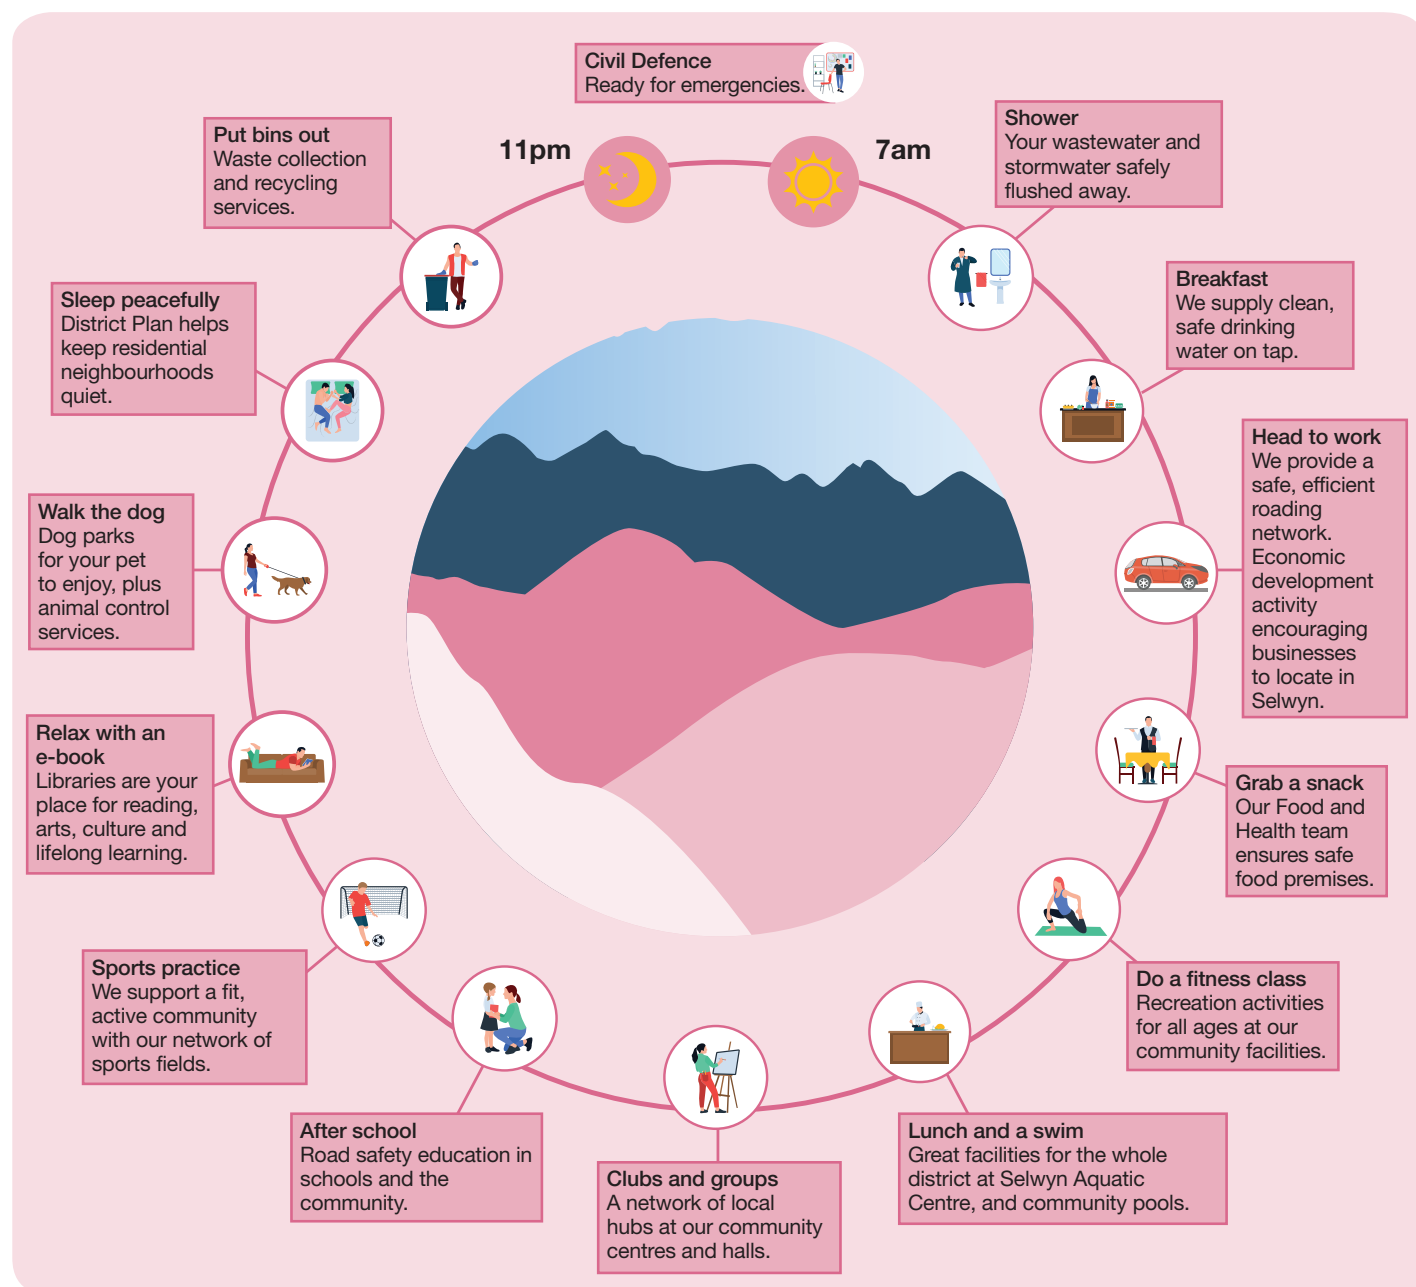 Civil Defence
Ready for emergencies.
11pm
7am
Shower
Your wastewater and
stormwater safely
flushed away.
Breakfast
We supply clean,
safe drinking
water on tap.
Head to work
We provide a
safe, efficient
roading
network.
Economic
development
activity
encouraging
businesses
to locate in
Selwyn.
Grab a snack
Our Food and
Health team
ensures safe
food premises.
Do a fitness class
Recreation activities
for all ages at our
community facilities.
Lunch and a swim
Great facilities for the whole
district at Selwyn Aquatic
Centre, and community pools.
Clubs and groups
A network of local
hubs at our community
centres and halls.
After school
Road safety education in
schools and the
community.
Sports practice
We support a fit,
active community
with our network of
sports fields.
Relax with an
e-book
Libraries are your
place for reading,
arts, culture and
lifelong learning.
Walk the dog
Dog parks
for your pet
to enjoy, plus
animal control
services.
Sleep peacefully
District Plan helps
keep residential
neighbourhoods
quiet.
Put bins out
Waste collection
and recycling
services.